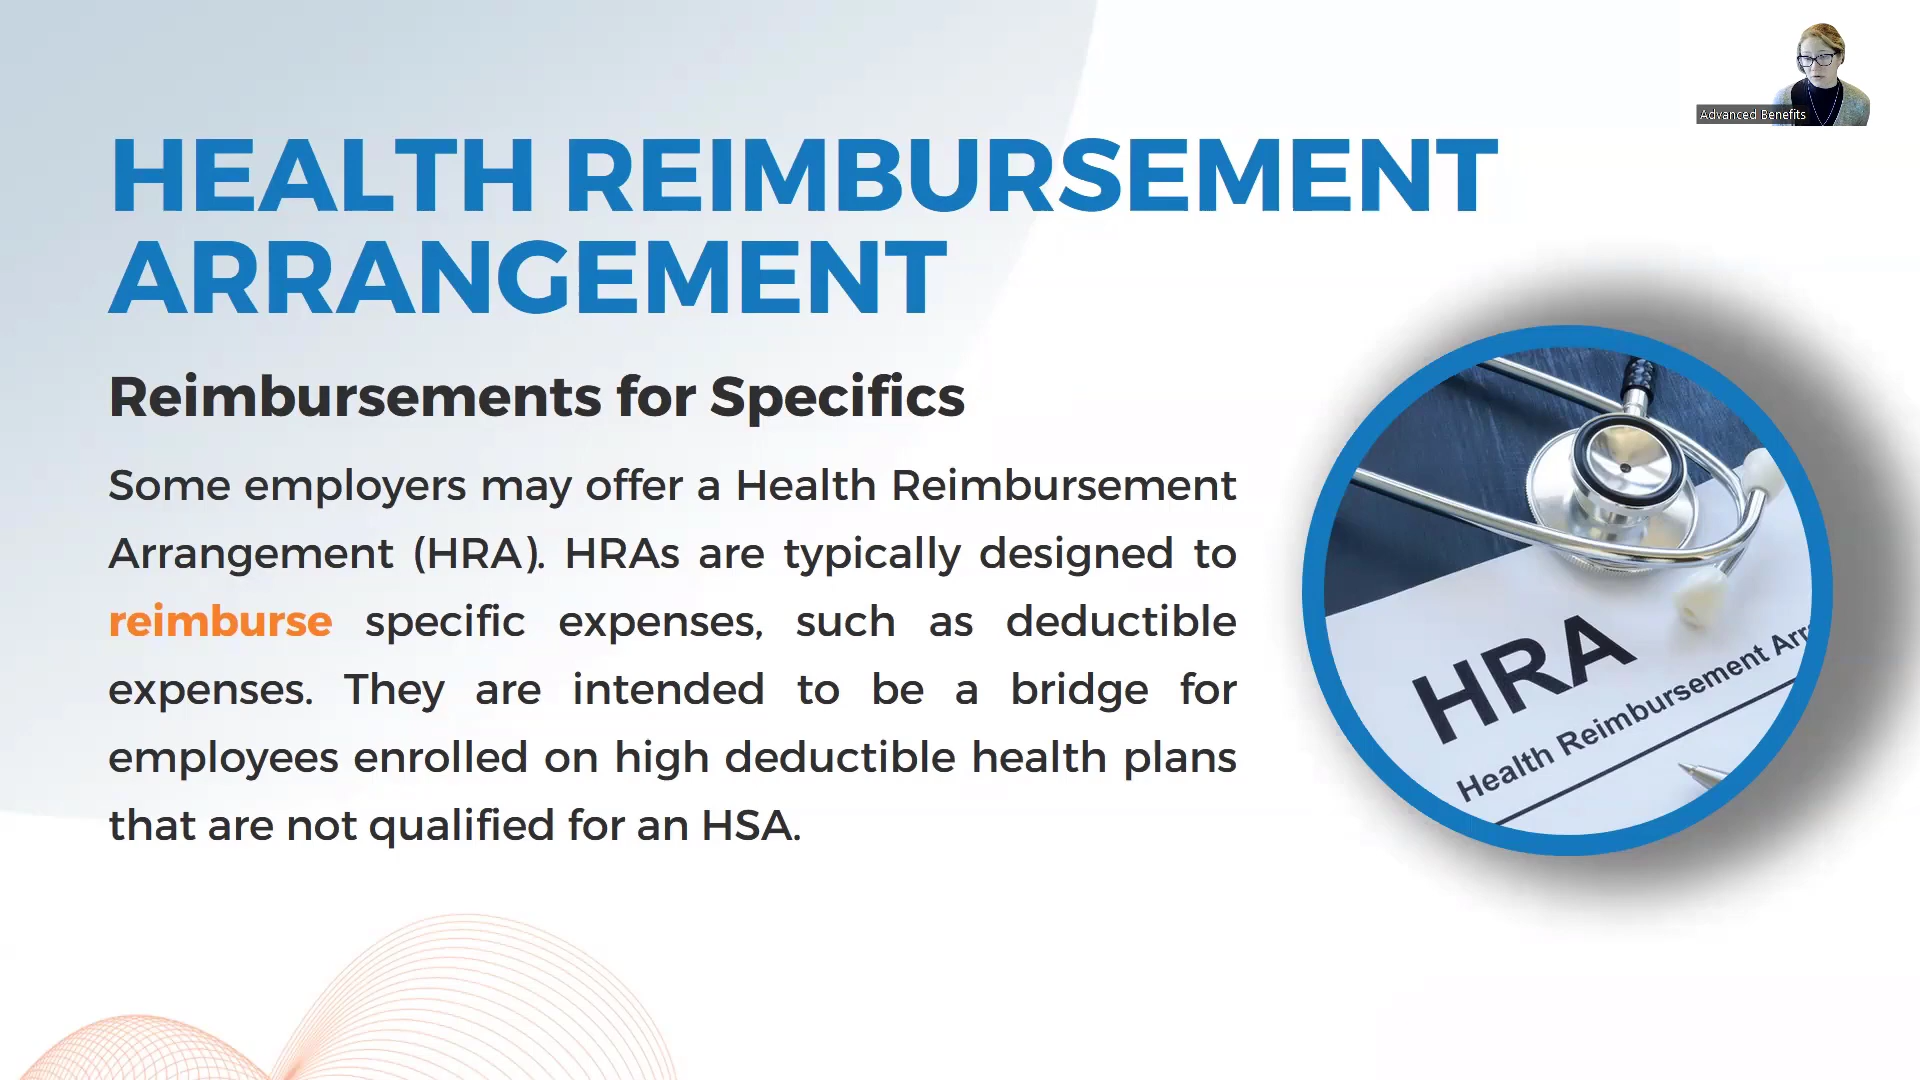 Advanced Benefits
HEALTH REIMBURSEMENT
ARRANGEMENT
Reimbursements for Specifics
Some employers may offer a Health Reimbursement
Arrangement (HRA). HRAs are typically designed to
reimburse specific expenses, such as deductible
expenses. They are intended to be a bridge for
employees enrolled on high deductible health plans
that are not qualified for an HSA.
HRA
Health Reimbursement Arr